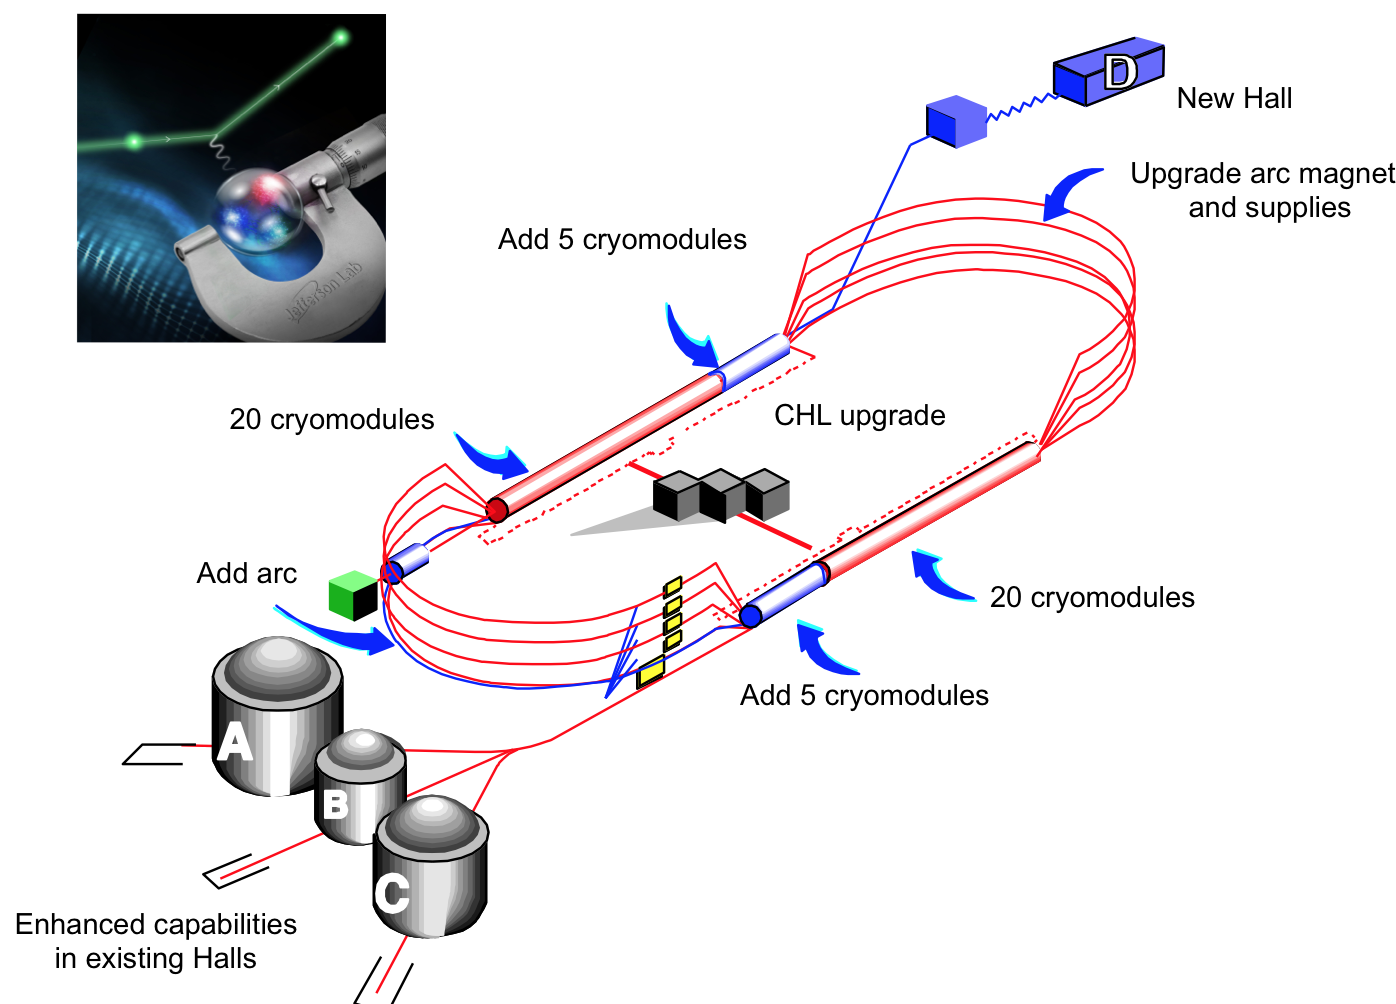 D
New Hall
Upgrade arc magnet
and supplies
Add 5 cryomodules
Jefferson Lab
20 cryomodules
CHL upgrade
Add arc
20 cryomodules
Add 5 cryomodules
A
B
C
Enhanced capabilities
in existing Halls